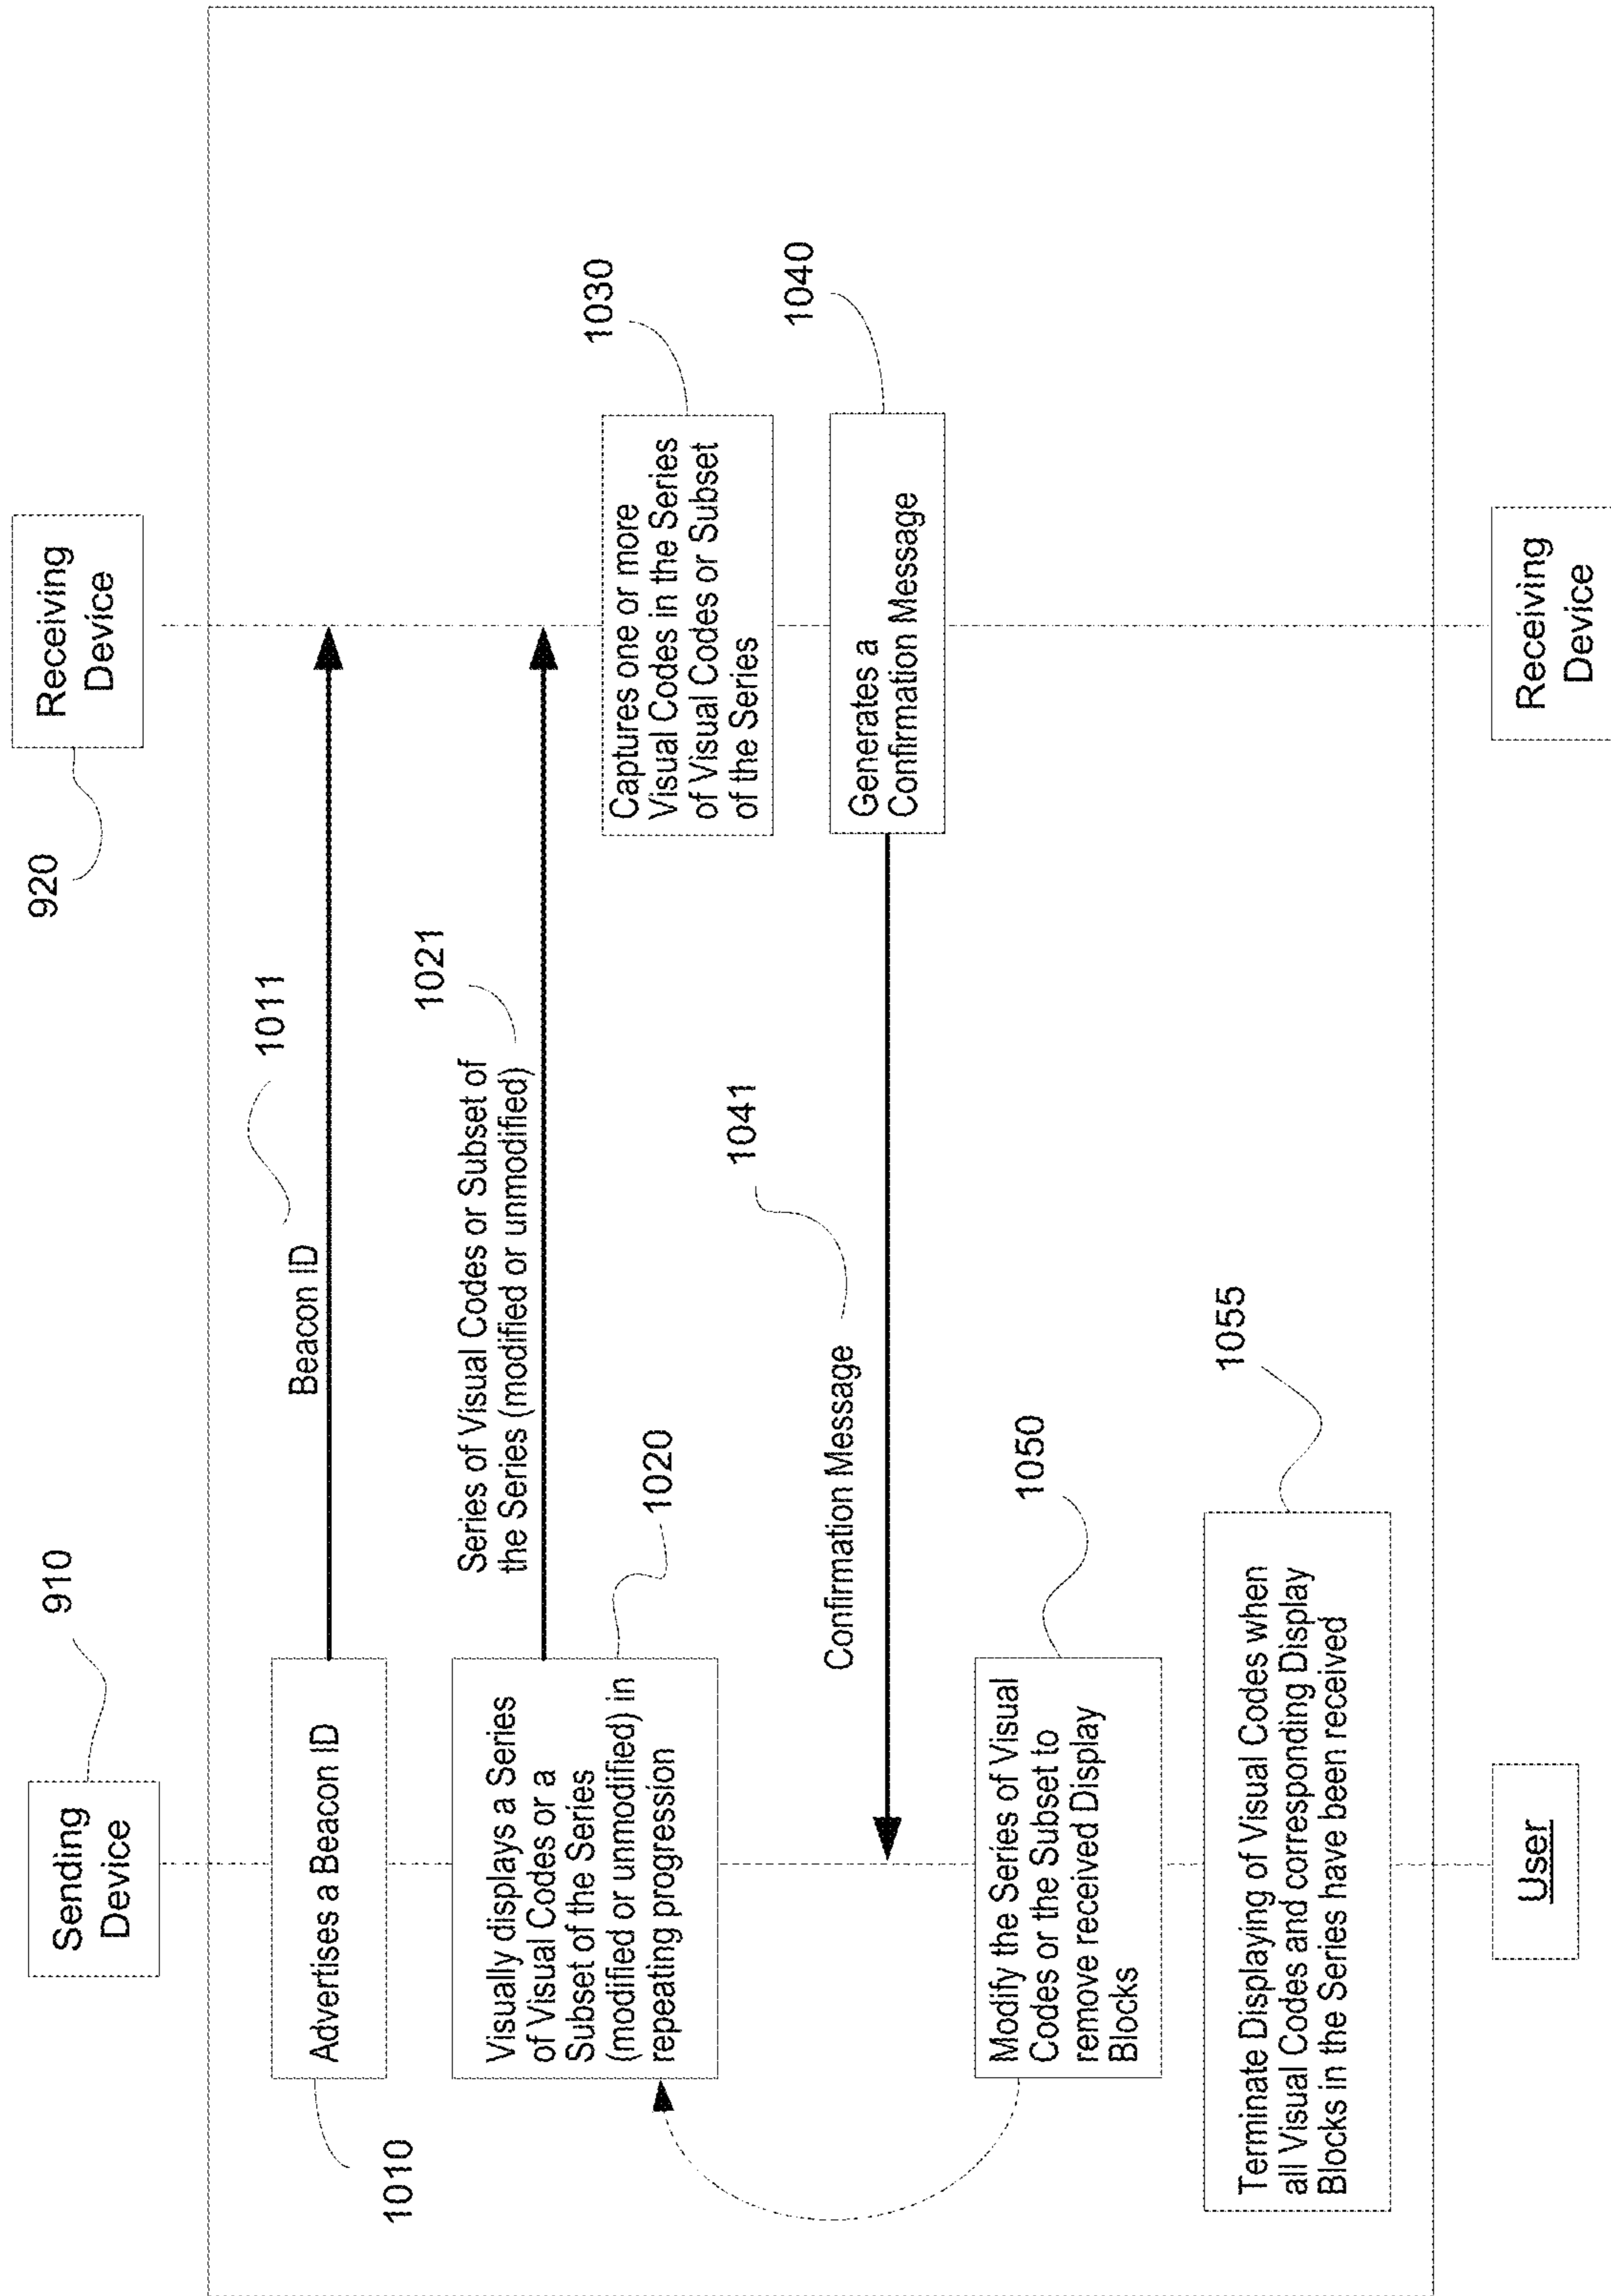 Sending
Device
910
Receiving
Device
920
Advertises a Beacon ID
1010
Beacon ID
1011
Visually displays a Series
of Visual Codes or a
Subset of the Series
(modified or unmodified) in
repeating progression
1020
Series of Visual Codes or Subset of
the Series (modified or unmodified)
1021
Captures one or more
Visual Codes in the Series
of Visual Codes or Subset
of the Series
1030
Generates a
Confirmation Message
1040
Confirmation Message
1041
Modify the Series of Visual
Codes or the Subset to
remove received Display
Blocks
1050
Terminate Displaying of Visual Codes when
all Visual Codes and corresponding Display
Blocks in the Series have been received
1055
User
Receiving
Device